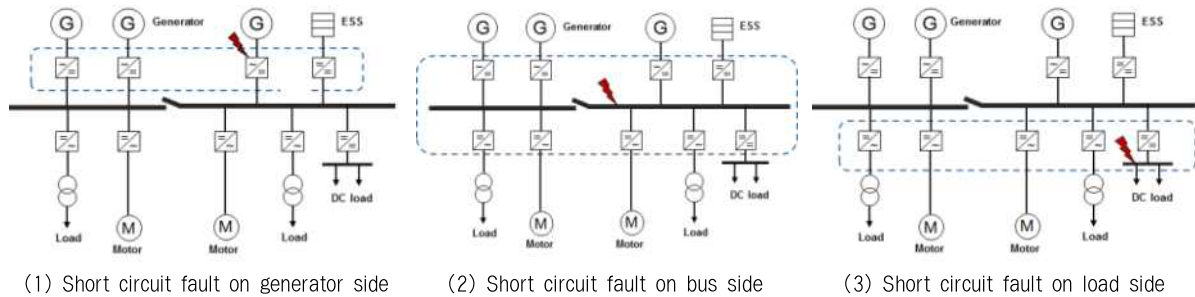 G G Generator G ESS
Load Motor Motor Load DC load
M M
(1) Short circuit fault on generator side
G G Generator G ESS
Load Motor Motor Load DC load
M M
(2) Short circuit fault on bus side
G G Generator G ESS
Load Motor Motor Load DC load
M M
(3) Short circuit fault on load side